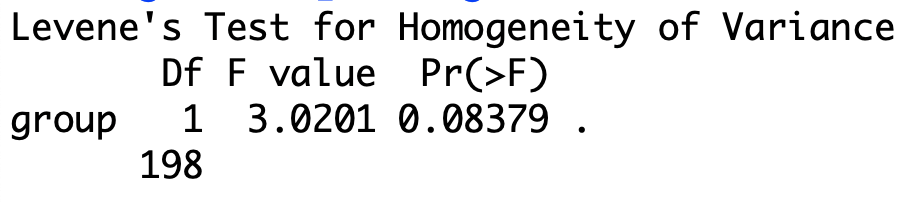 Levene's Test for Homogeneity of Variance
Df F value Pr(>F)
group 1 3.0201 0.08379 .
198